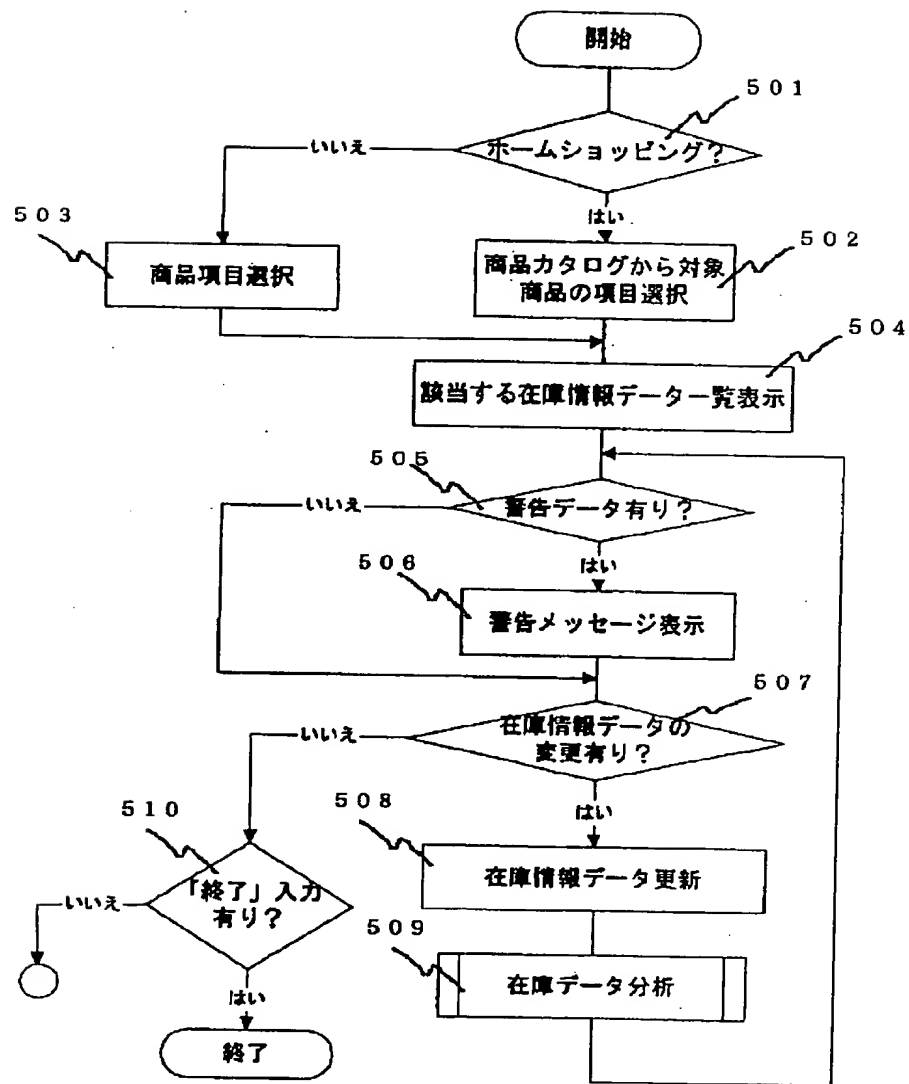 開始
501
ホームショッピング?
いいえ
はい
503
商品項目選択
502
商品カタログから対象
商品の項目選択
504
該当する在庫情報データ一覧表示
505
警告データ有り?
いいえ
はい
506
警告メッセージ表示
507
在庫情報データの
変更有り?
いいえ
はい
510
「終了」入力
有り?
いいえ
はい
終了
508
在庫情報データ更新
509
在庫データ分析